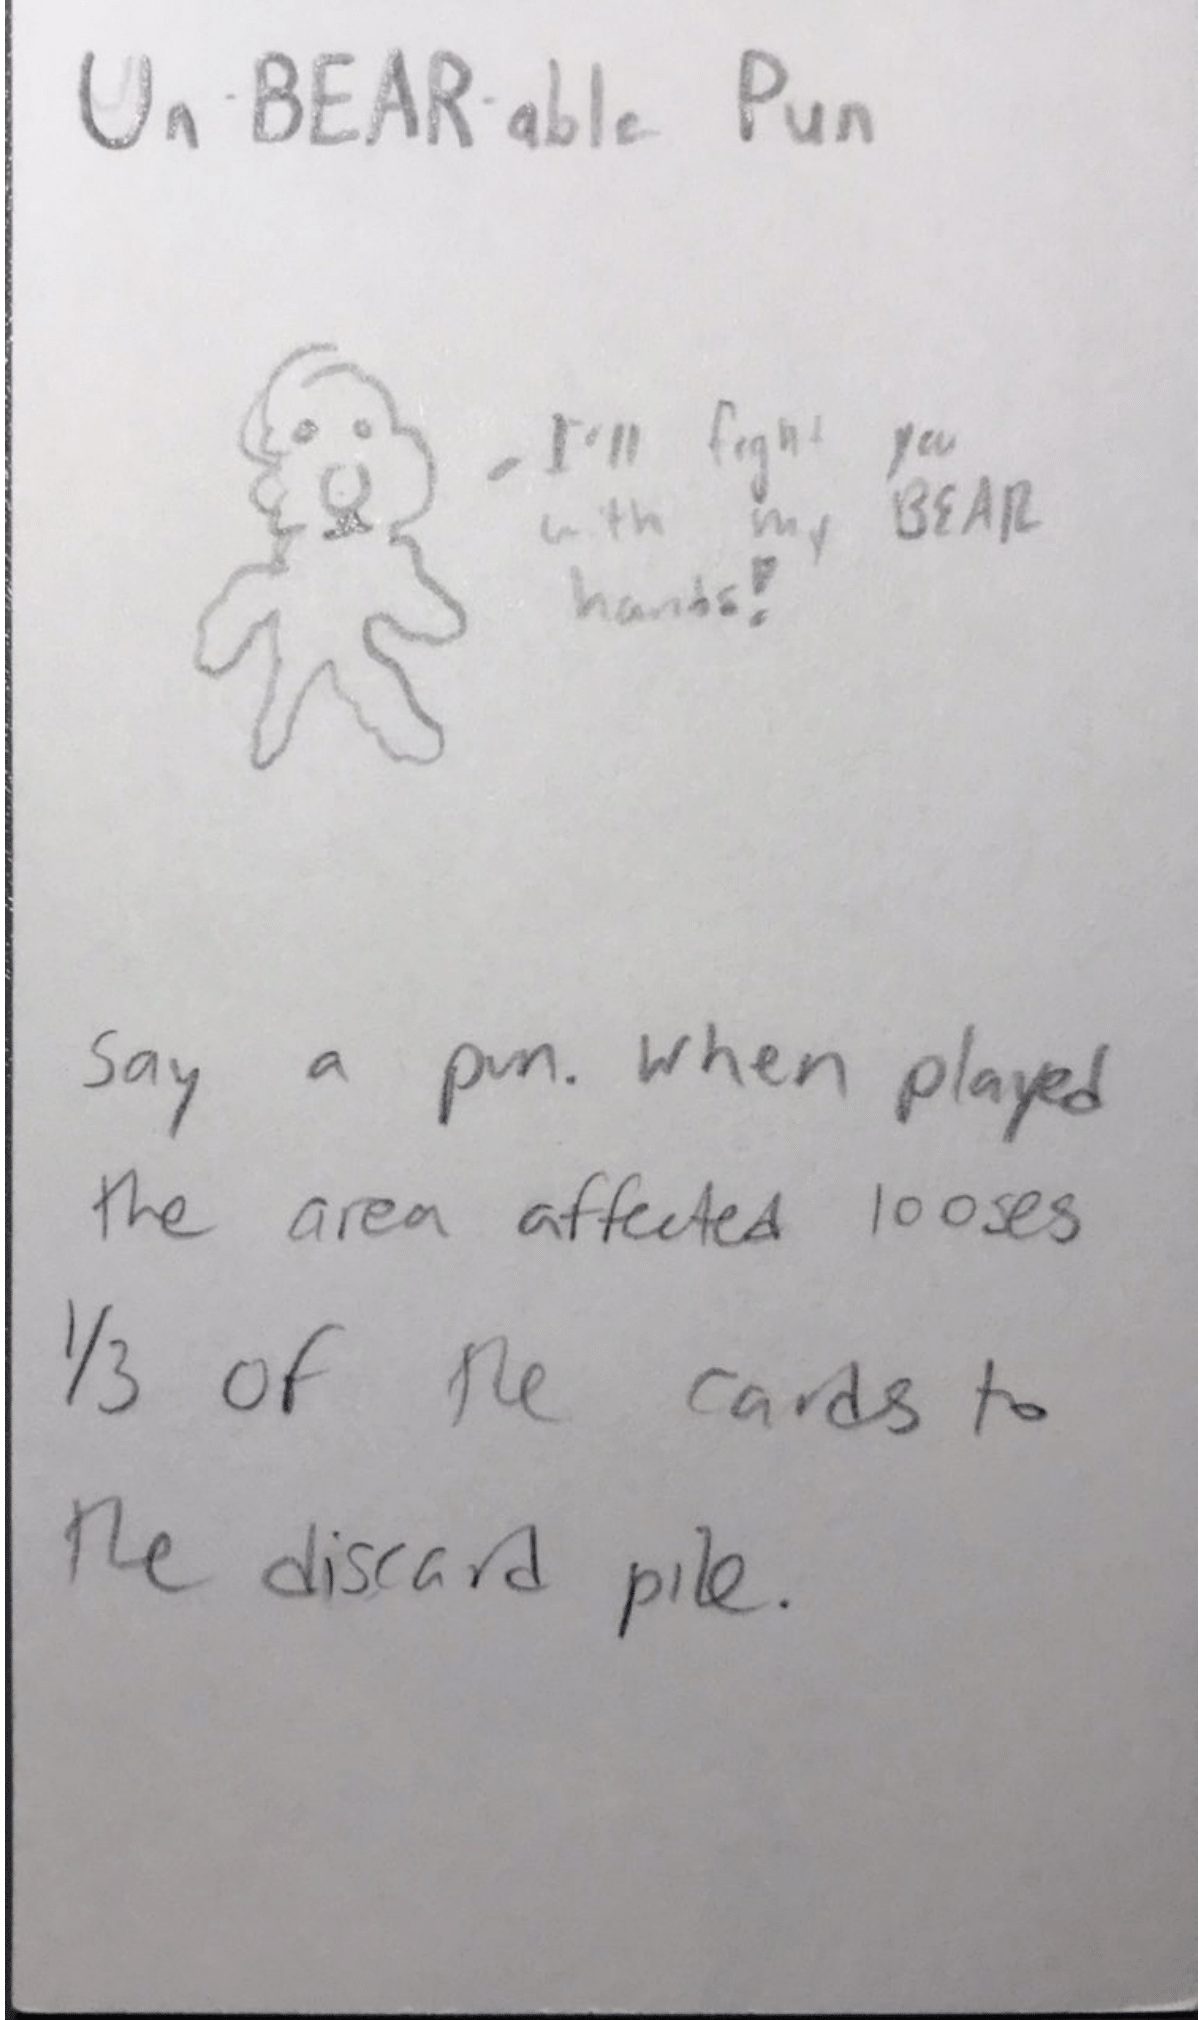 Un-BEAR-able Pun
- I'll fight you
with my BEAR
hands!
Say a pun. When played
the area affected looses
1/3 of the cards to
the discard pile.